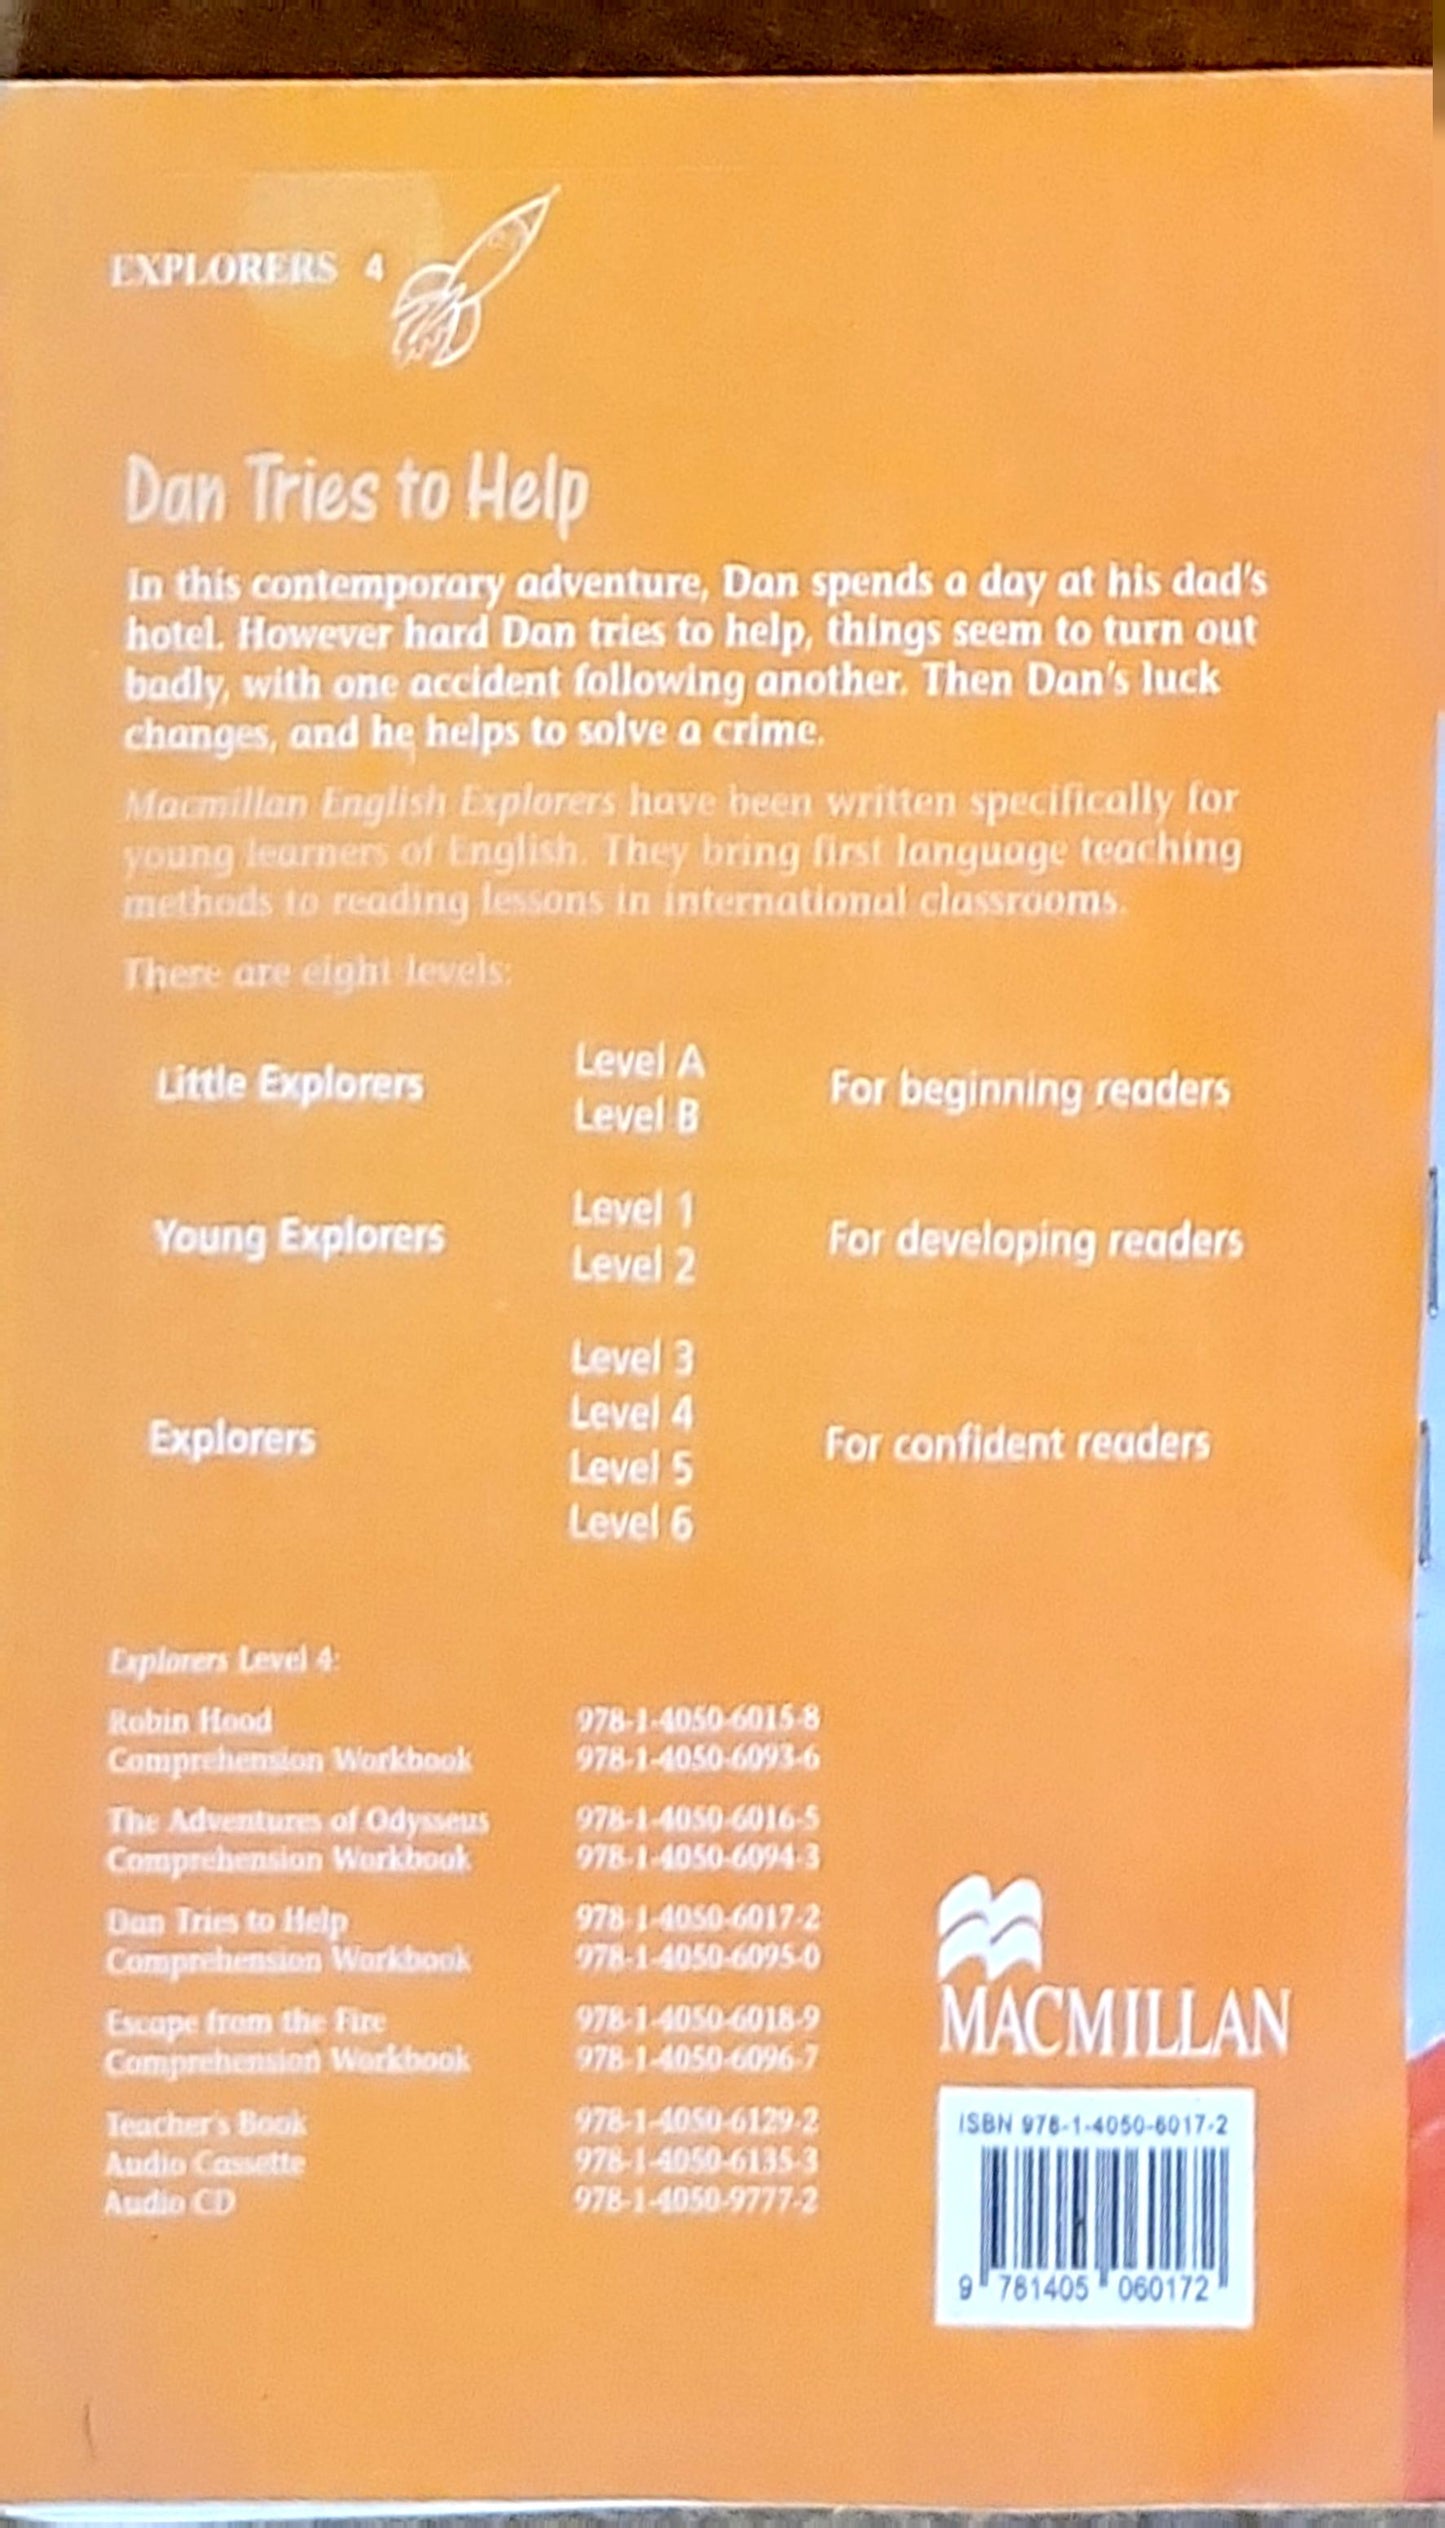 EXPLORERS 4
Dan Tries to Help
In this contemporary adventure, Dan spends a day at his dad's
hotel. However hard Dan tries to help, things seem to turn out
badly, with one accident following another. Then Dan's luck
changes, and he helps to solve a crime.
Macmillan English Explorers have been written specifically for
young learners of English. They bring first language teaching
methods to reading lessons in international classrooms.
There are eight levels:
Little Explorers
Level A
Level B
For beginning readers
Young Explorers
Level 1
Level 2
For developing readers
Explorers
Level 3
Level 4
Level 5
Level 6
For confident readers
Explorers Level 4:
Robin Hood 978-1-4050-6015-8
Comprehension Workbook 978-1-4050-6093-6
The Adventures of Odysseus 978-1-4050-6016-5
Comprehension Workbook 978-1-4050-6094-3
Dan Tries to Help 978-1-4050-6017-2
Comprehension Workbook 978-1-4050-6095-0
Escape from the Fire 978-1-4050-6018-9
Comprehension Workbook 978-1-4050-6096-7
Teacher's Book 978-1-4050-6129-2
Audio Cassette 978-1-4050-6135-3
Audio CD 978-1-4050-9777-2
MACMILLAN
ISBN 978-1-4050-6017-2
9 781405 060172